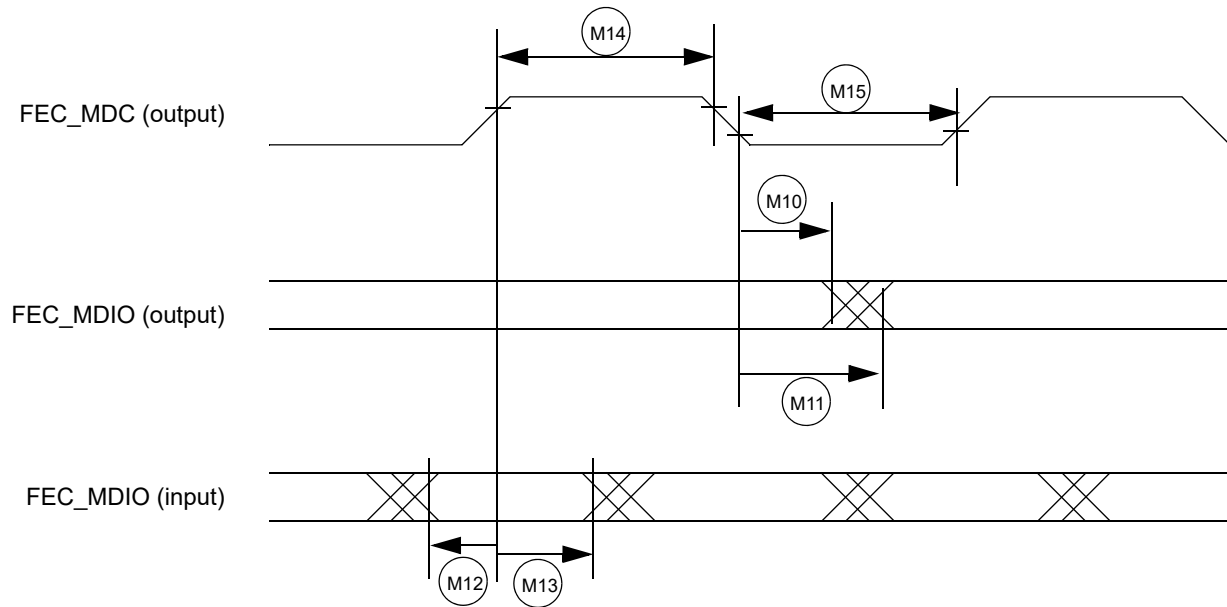 M14
FEC_MDC (output)
M15
M10
FEC_MDIO (output)
M11
FEC_MDIO (input)
M12
M13